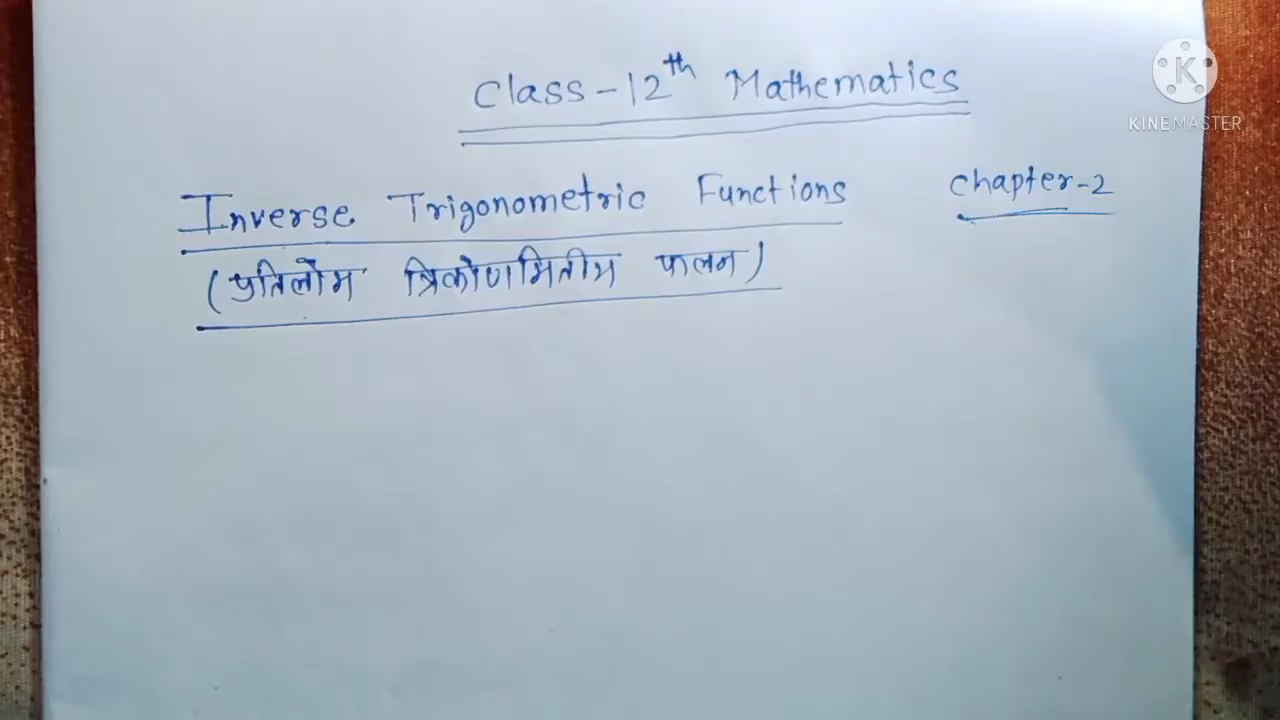 Class-12th Mathematics
Inverse Trigonometric Functions Chapter-2
(प्रतिलोम त्रिकोणमितीय फलन)
KINEMASTER